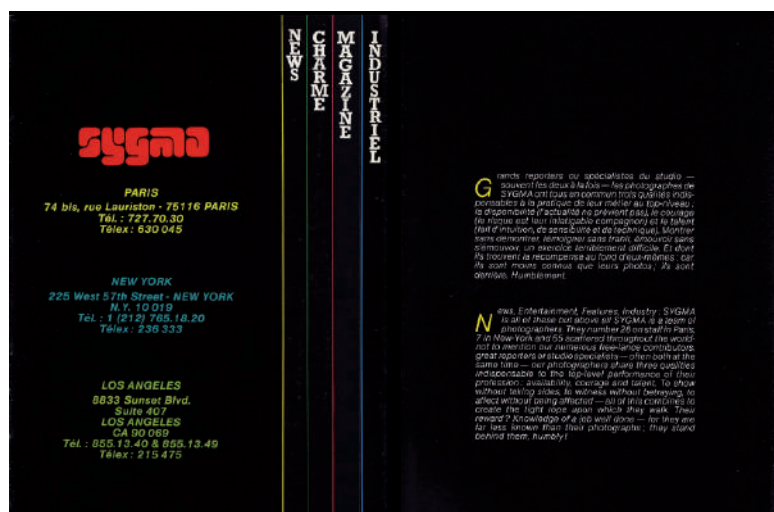 sygma
PARIS
74 bis, rue Lauriston - 75116 PARIS
Tél. : 727.70.30
Télex : 630 045
NEW YORK
225 West 57th Street - NEW YORK
N.Y. 10 019
Tél. : 1 (212) 765.18.20
Télex : 236 333
LOS ANGELES
8833 Sunset Blvd.
Suite 407
LOS ANGELES
CA 90 069
Tél. : 855.13.40 & 855.13.49
Télex : 215 475
NEWS
CHARME
MAGAZINE
INDUSTRIEL
Grands reporters ou spécialistes du studio —
souvent les deux à la fois — les photographes de
SYGMA ont tous en commun trois qualités indis-
pensables à la pratique de leur métier au top-niveau :
la disponibilité (l'actualité ne prévient pas), le courage
(le risque est leur infatigable compagnon) et le talent
(fait d'intuition, de sensibilité et de technique). Montrer
sans démontrer, témoigner sans trahir, émouvoir sans
s'émouvoir, un exercice terriblement difficile. Et dont
ils trouvent la récompense au fond d'eux-mêmes : car
ils sont moins connus que leurs photos ; ils sont
derrière. Humblement.
News, Entertainment, Features, Industry : SYGMA
is all of these but above all SYGMA is a team of
photographers. They number 26 on staff in Paris,
7 in New-York and 65 scattered throughout the world-
not to mention our numerous free-lance contributors,
great reporters or studio specialists — often both at the
same time — our photographers share three qualities
indispensable to the top-level performance of their
profession : availability, courage and talent. To show
without taking sides, to witness without betraying, to
affect without being affected — all of this combines to
create the tight rope upon which they walk. Their
reward ? Knowledge of a job well done — for they are
far less known than their photographs ; they stand
behind them, humbly !